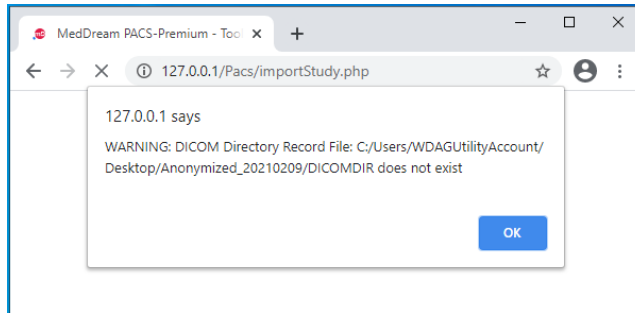 MedDream PACS-Premium - Tool
127.0.0.1/Pacs/importStudy.php
127.0.0.1 says
WARNING: DICOM Directory Record File: C:/Users/WDAGUtilityAccount/
Desktop/Anonymized_20210209/DICOMDIR does not exist
OK